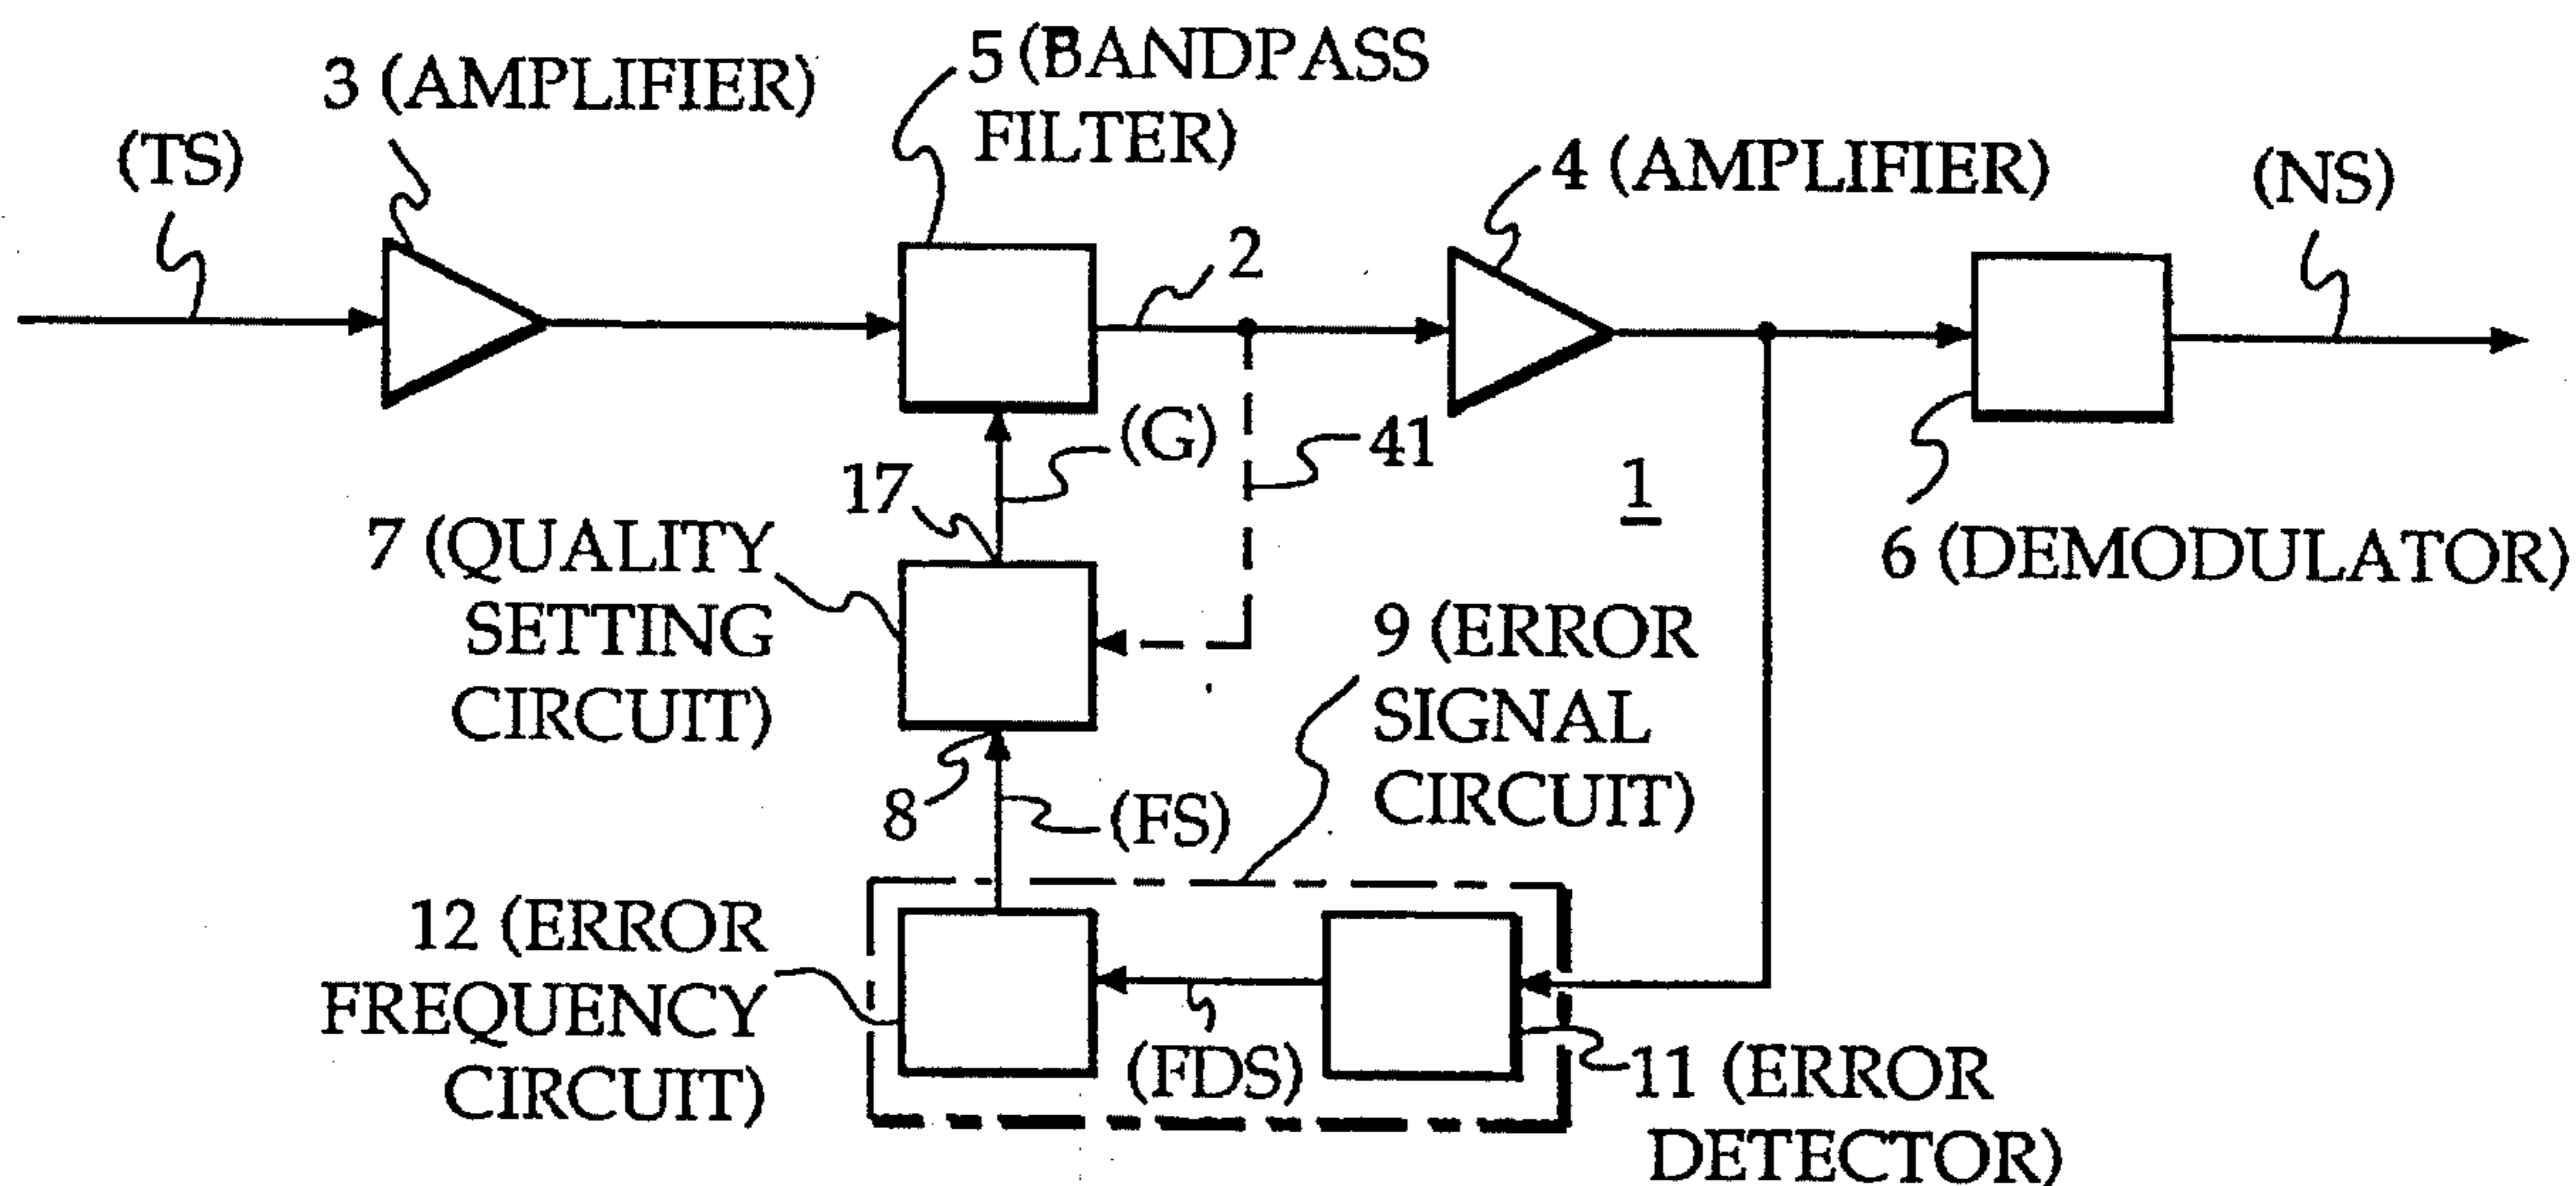 (TS)
3 (AMPLIFIER)
5 (BANDPASS
FILTER)
2
4 (AMPLIFIER)
(NS)
(G)
17
41
1
6 (DEMODULATOR)
7 (QUALITY
SETTING
CIRCUIT)
8
(FS)
9 (ERROR
SIGNAL
CIRCUIT)
12 (ERROR
FREQUENCY
CIRCUIT)
(FDS)
11 (ERROR
DETECTOR)